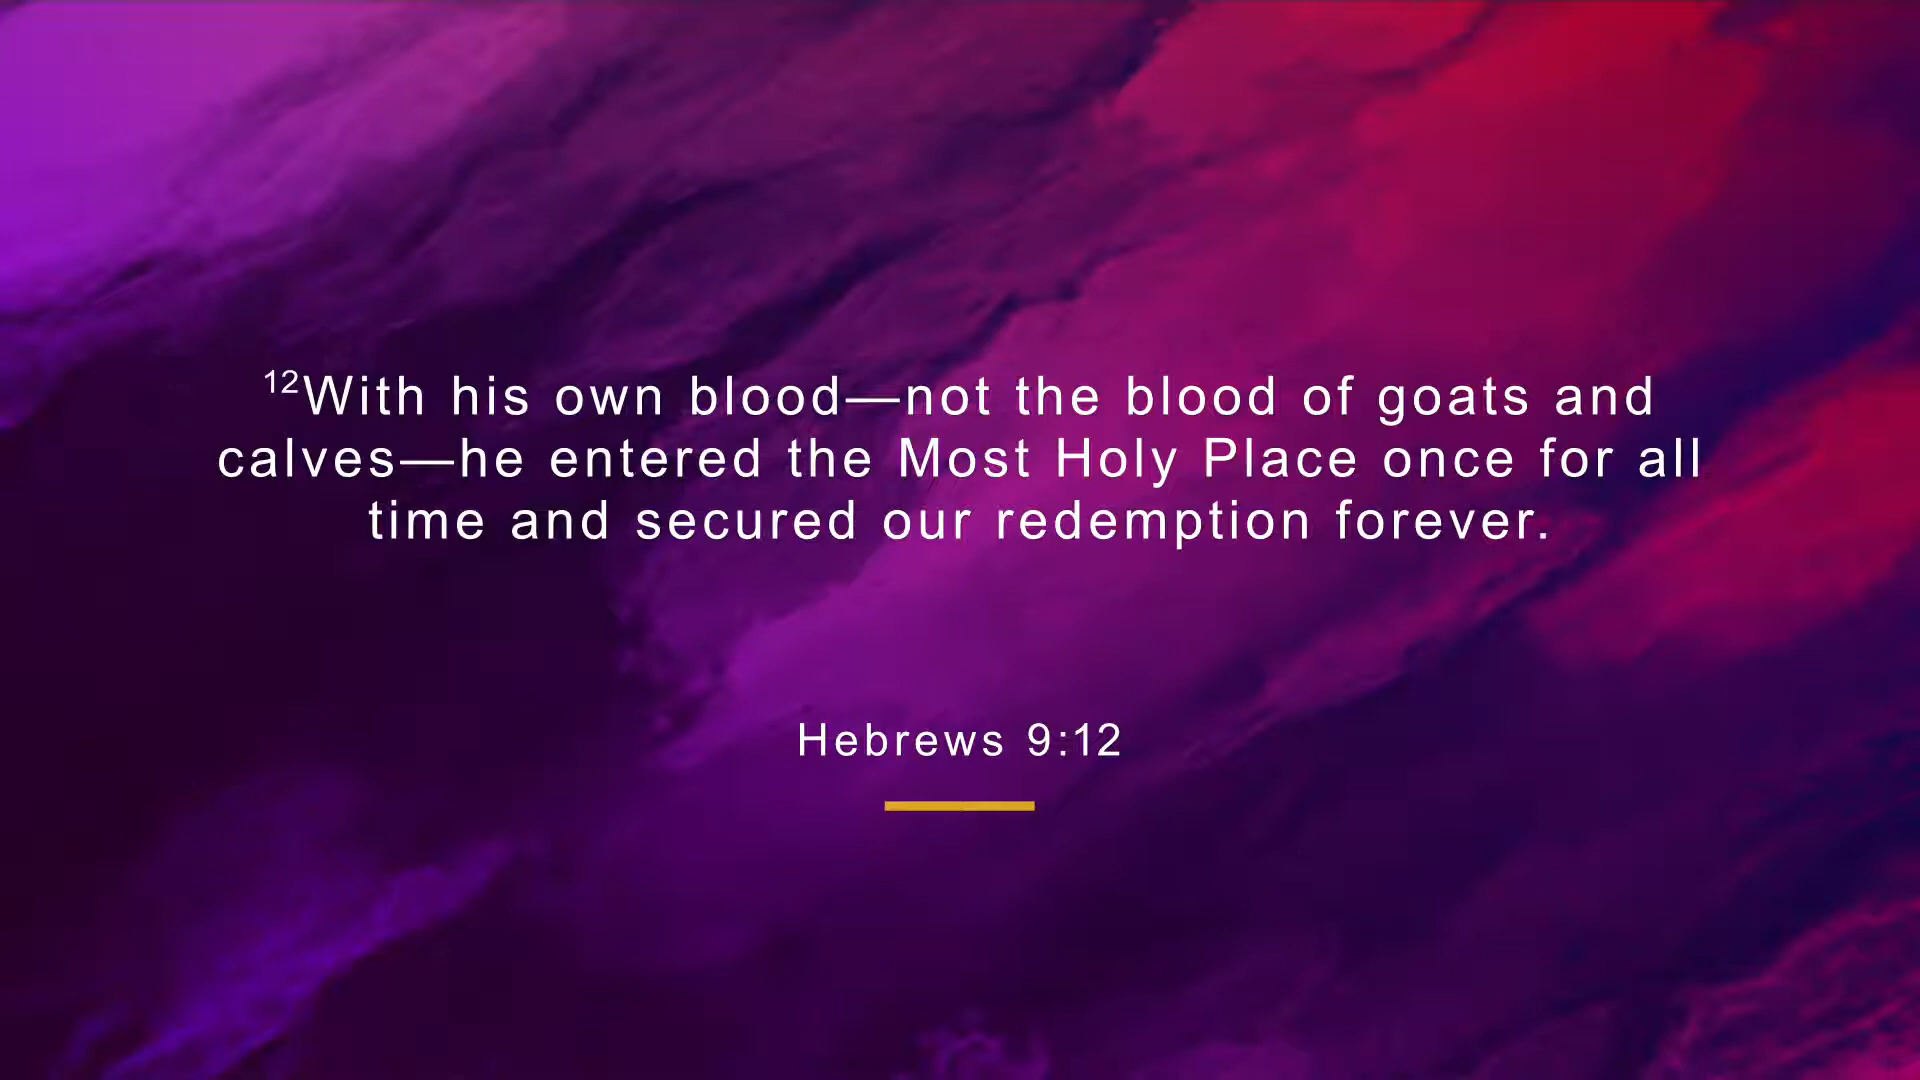 12With his own blood—not the blood of goats and
calves—he entered the Most Holy Place once for all
time and secured our redemption forever.
Hebrews 9:12